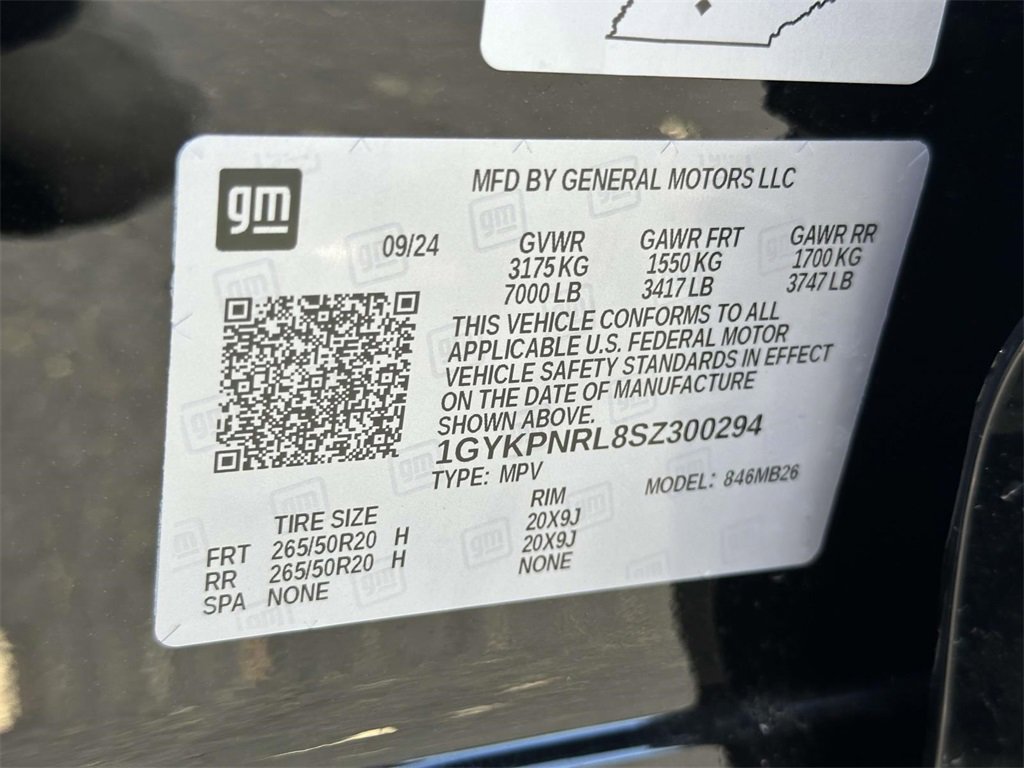 gm
MFD BY GENERAL MOTORS LLC
09/24
GVWR GAWR FRT GAWR RR
3175 KG 1550 KG 1700 KG
7000 LB 3417 LB 3747 LB
THIS VEHICLE CONFORMS TO ALL
APPLICABLE U.S. FEDERAL MOTOR
VEHICLE SAFETY STANDARDS IN EFFECT
ON THE DATE OF MANUFACTURE
SHOWN ABOVE.
1GYKPNRL8SZ300294
TYPE: MPV MODEL: 846MB26
TIRE SIZE RIM
FRT 265/50R20 H 20X9J
RR 265/50R20 H 20X9J
SPA NONE NONE